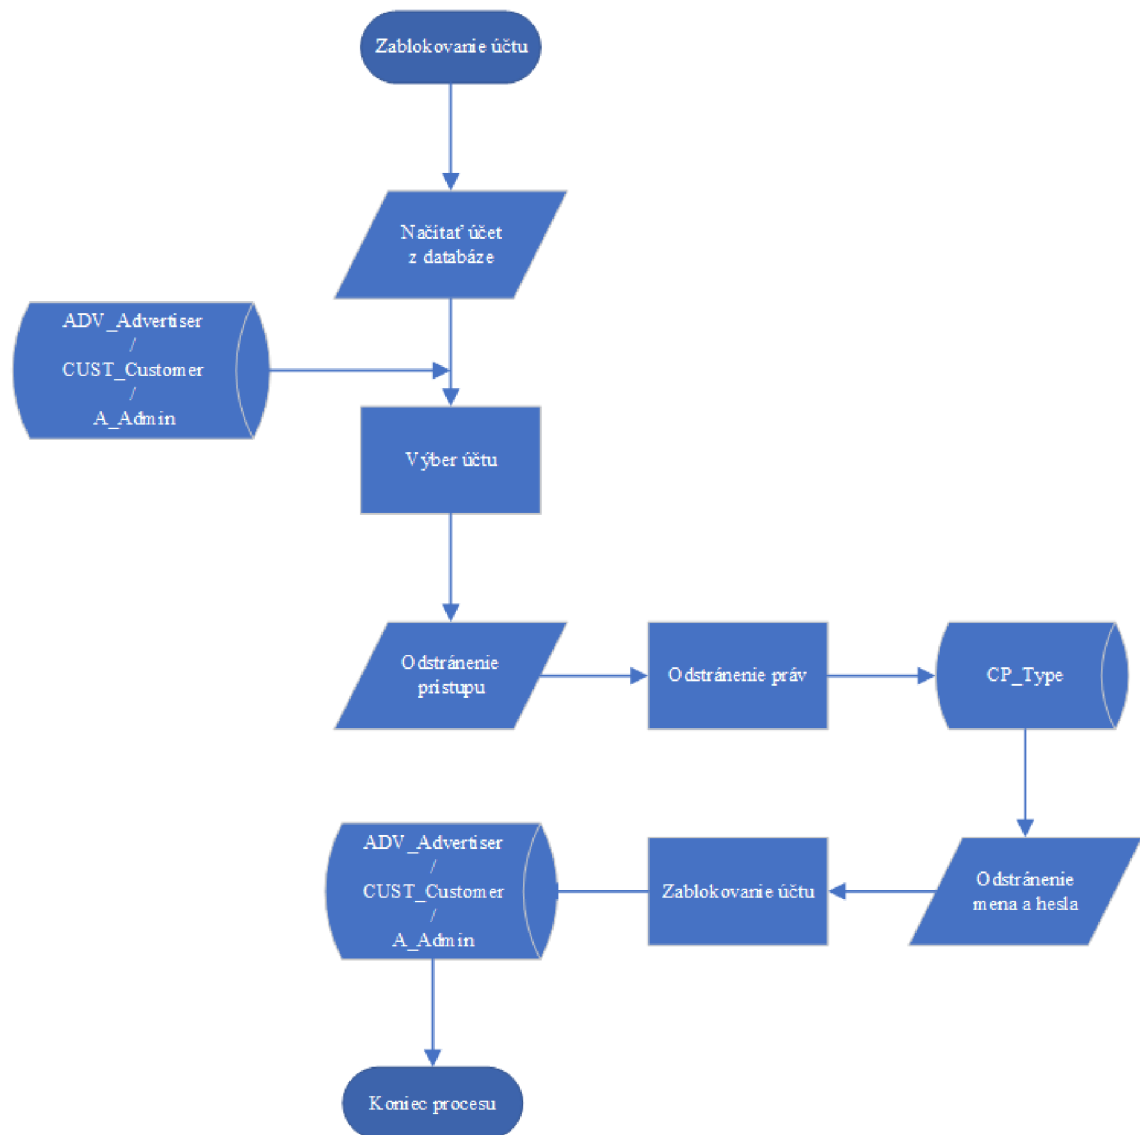 Zablokovanie účtu
Načítať účet
z databáze
ADV_Advertiser
/
CUST_Customer
/
A_Admin
Výber účtu
Odstránenie
prístupu
Odstránenie práv
CP_Type
Odstránenie
mena a hesla
Zablokovanie účtu
ADV_Advertiser
/
CUST_Customer
/
A_Admin
Koniec procesu